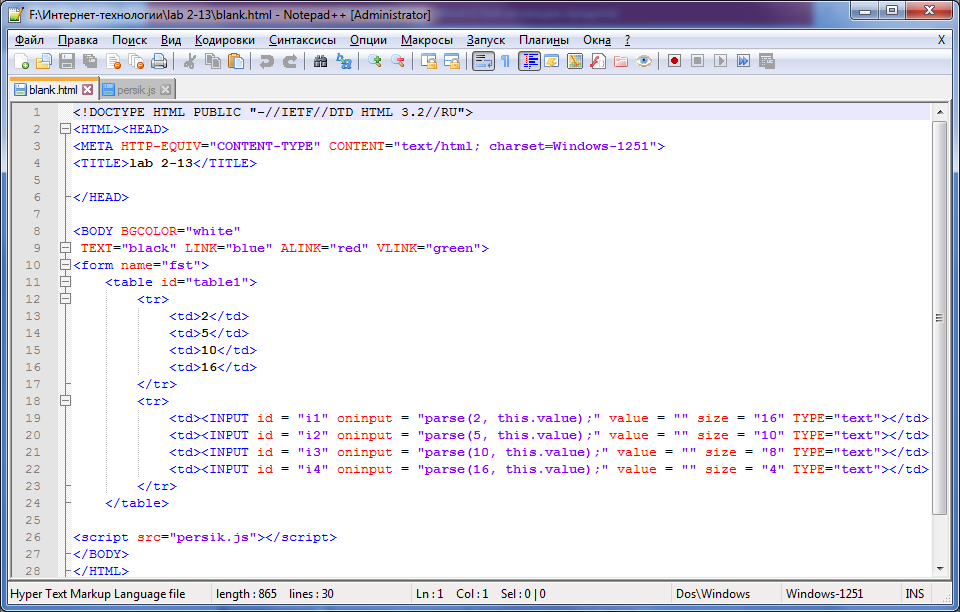 F:\Интернет-технологии\lab 2-13\blank.html - Notepad++ [Administrator]
Файл Правка Поиск Вид Кодировки Синтаксисы Опции Макросы Запуск Плагины Окна ? X
blank.html persik.js
1 <!DOCTYPE HTML PUBLIC "-//IETF//DTD HTML 3.2//RU">
2 <HTML><HEAD>
3 <META HTTP-EQUIV="CONTENT-TYPE" CONTENT="text/html; charset=Windows-1251">
4 <TITLE>lab 2-13</TITLE>
5
6 </HEAD>
7
8 <BODY BGCOLOR="white"
9 TEXT="black" LINK="blue" ALINK="red" VLINK="green">
10 <form name="fst">
11 <table id="table1">
12 <tr>
13 <td>2</td>
14 <td>5</td>
15 <td>10</td>
16 <td>16</td>
17 </tr>
18 <tr>
19 <td><INPUT id = "i1" oninput = "parse(2, this.value);" value = "" size = "16" TYPE="text"></td>
20 <td><INPUT id = "i2" oninput = "parse(5, this.value);" value = "" size = "10" TYPE="text"></td>
21 <td><INPUT id = "i3" oninput = "parse(10, this.value);" value = "" size = "8" TYPE="text"></td>
22 <td><INPUT id = "i4" oninput = "parse(16, this.value);" value = "" size = "4" TYPE="text"></td>
23 </tr>
24 </table>
25
26 <script src="persik.js"></script>
27 </BODY>
28 </HTML>
Hyper Text Markup Language file length : 865 lines : 30 Ln : 1 Col : 1 Sel : 0 | 0 Dos\Windows Windows-1251 INS